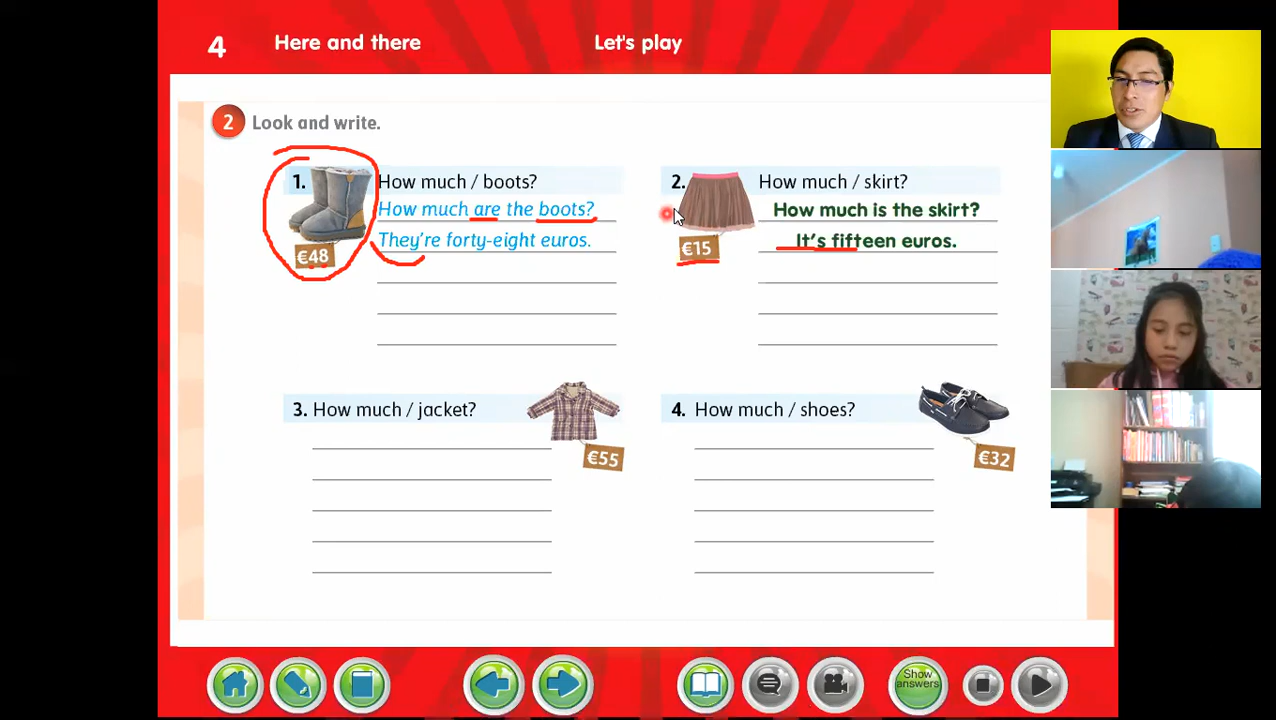 4 Here and there Let's play
2 Look and write.
1. How much / boots?
How much are the boots?
They're forty-eight euros.
€48
2. How much / skirt?
How much is the skirt?
It's fifteen euros.
€15
3. How much / jacket?
€55
4. How much / shoes?
€32
Show
answers